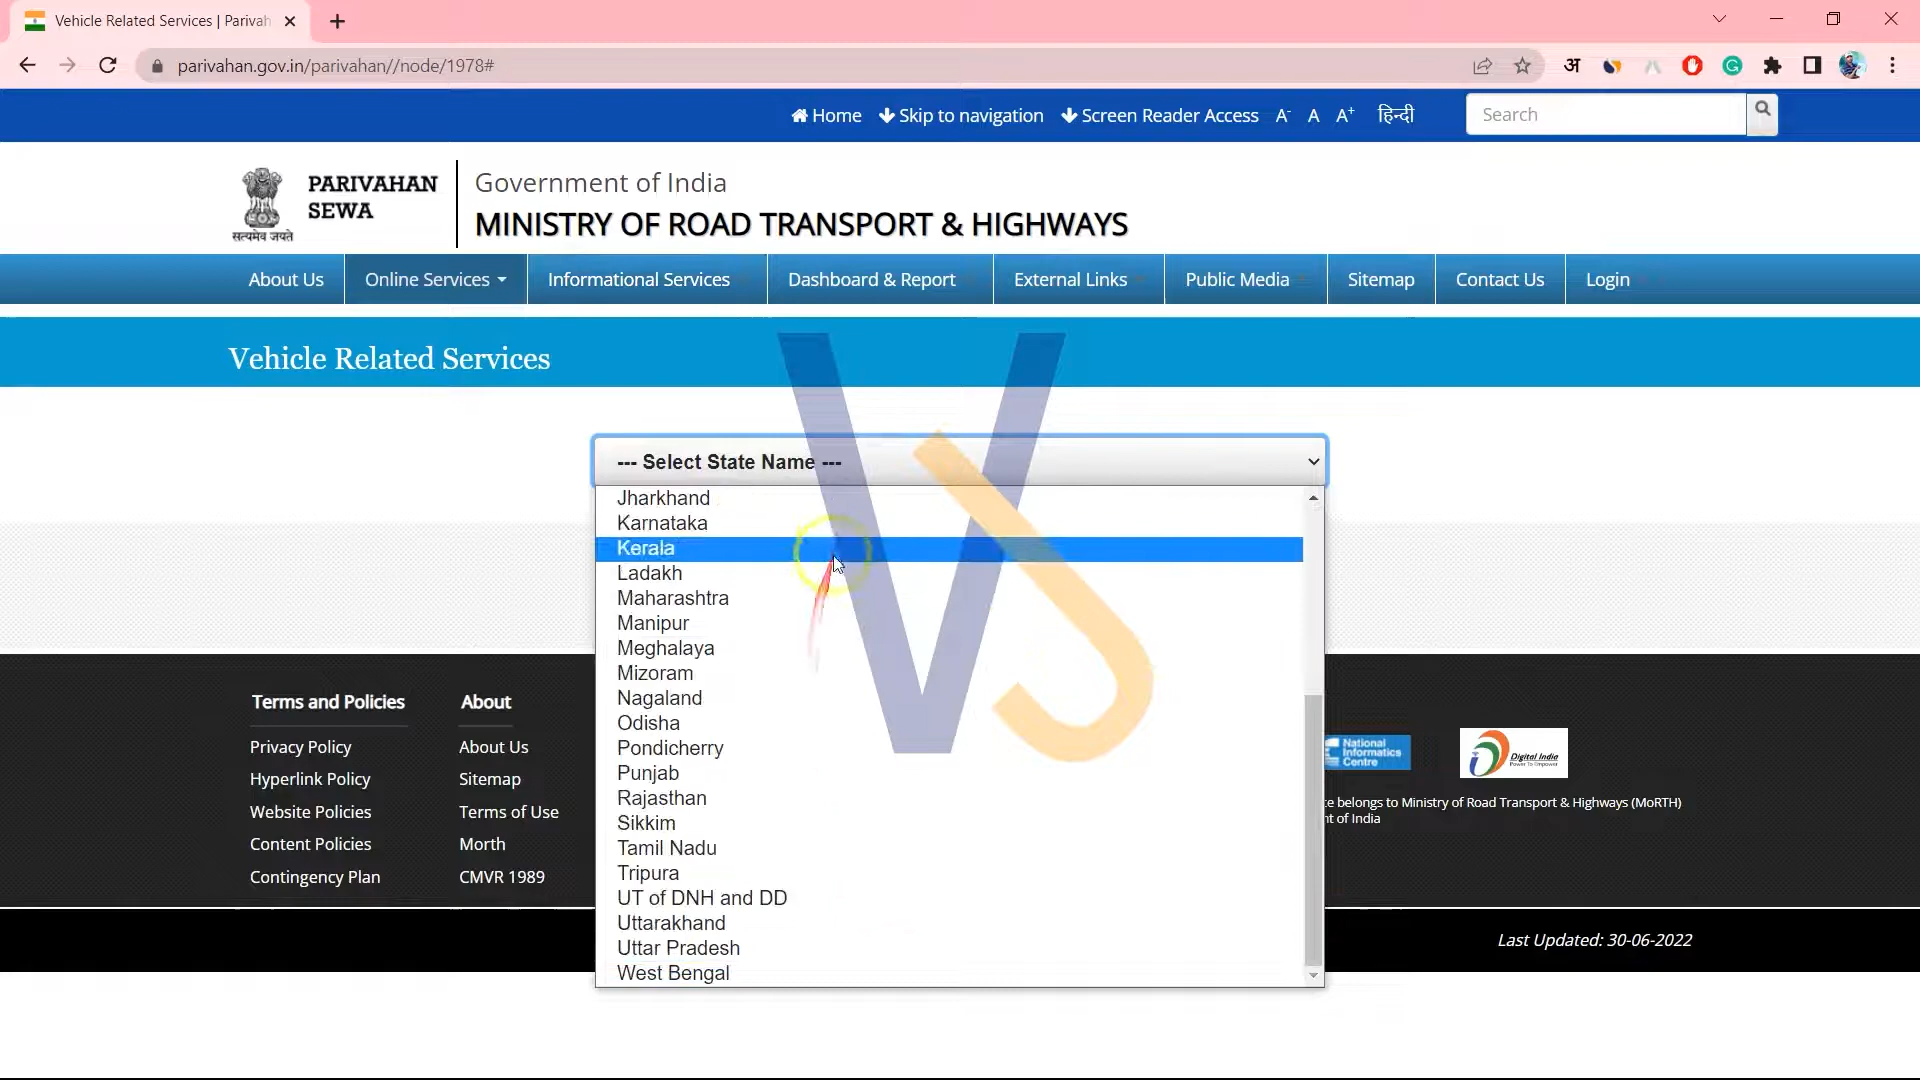 Vehicle Related Services | Parivah
parivahan.gov.in/parivahan//node/1978#
अ
Home
Skip to navigation
Screen Reader Access
A-
A
A+
हिन्दी
Search
सत्यमेव जयते
PARIVAHAN
SEWA
Government of India
MINISTRY OF ROAD TRANSPORT & HIGHWAYS
About Us
Online Services
Informational Services
Dashboard & Report
External Links
Public Media
Sitemap
Contact Us
Login
Vehicle Related Services
VJ
--- Select State Name ---
Jharkhand
Karnataka
Kerala
Ladakh
Maharashtra
Manipur
Meghalaya
Mizoram
Nagaland
Odisha
Pondicherry
Punjab
Rajasthan
Sikkim
Tamil Nadu
Tripura
UT of DNH and DD
Uttarakhand
Uttar Pradesh
West Bengal
Terms and Policies
Privacy Policy
Hyperlink Policy
Website Policies
Content Policies
Contingency Plan
About
About Us
Sitemap
Terms of Use
Morth
CMVR 1989
National
Informatics
Centre
Digital India
Power To Empower
te belongs to Ministry of Road Transport & Highways (MoRTH)
nt of India
Last Updated: 30-06-2022